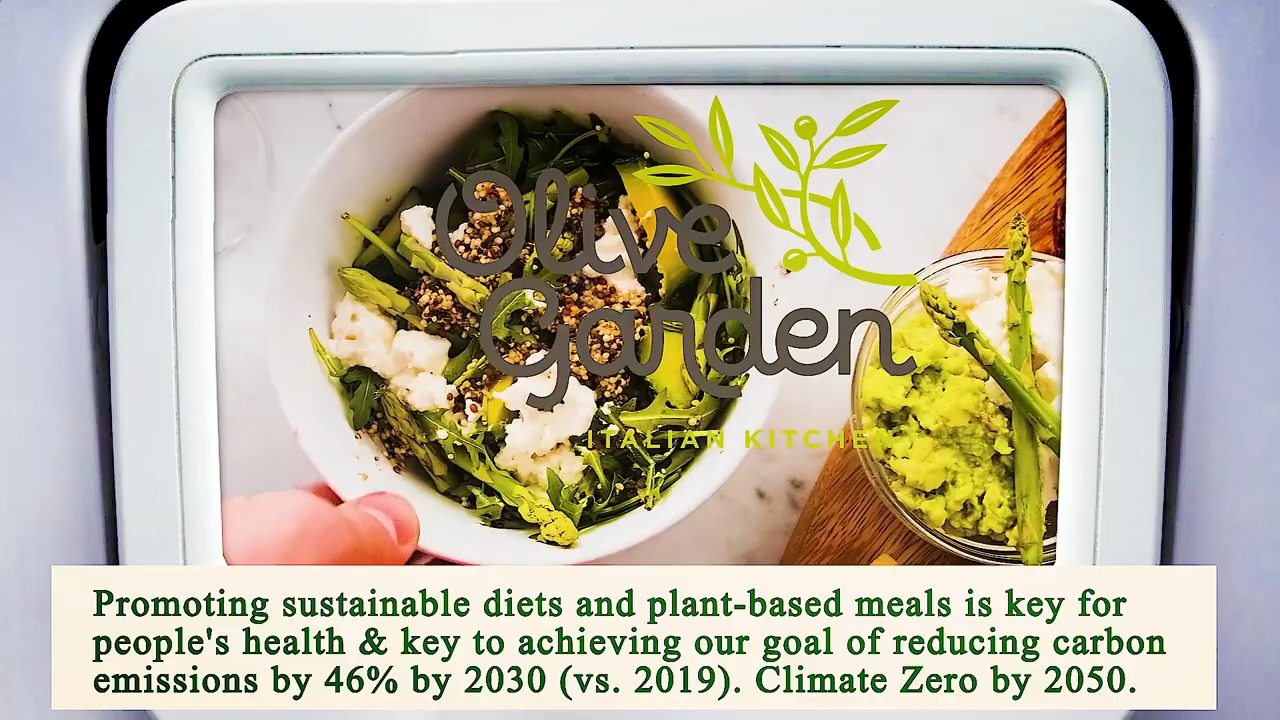 Olive
Garden
ITALIAN KITCHEN
Promoting sustainable diets and plant-based meals is key for
people's health & key to achieving our goal of reducing carbon
emissions by 46% by 2030 (vs. 2019). Climate Zero by 2050.